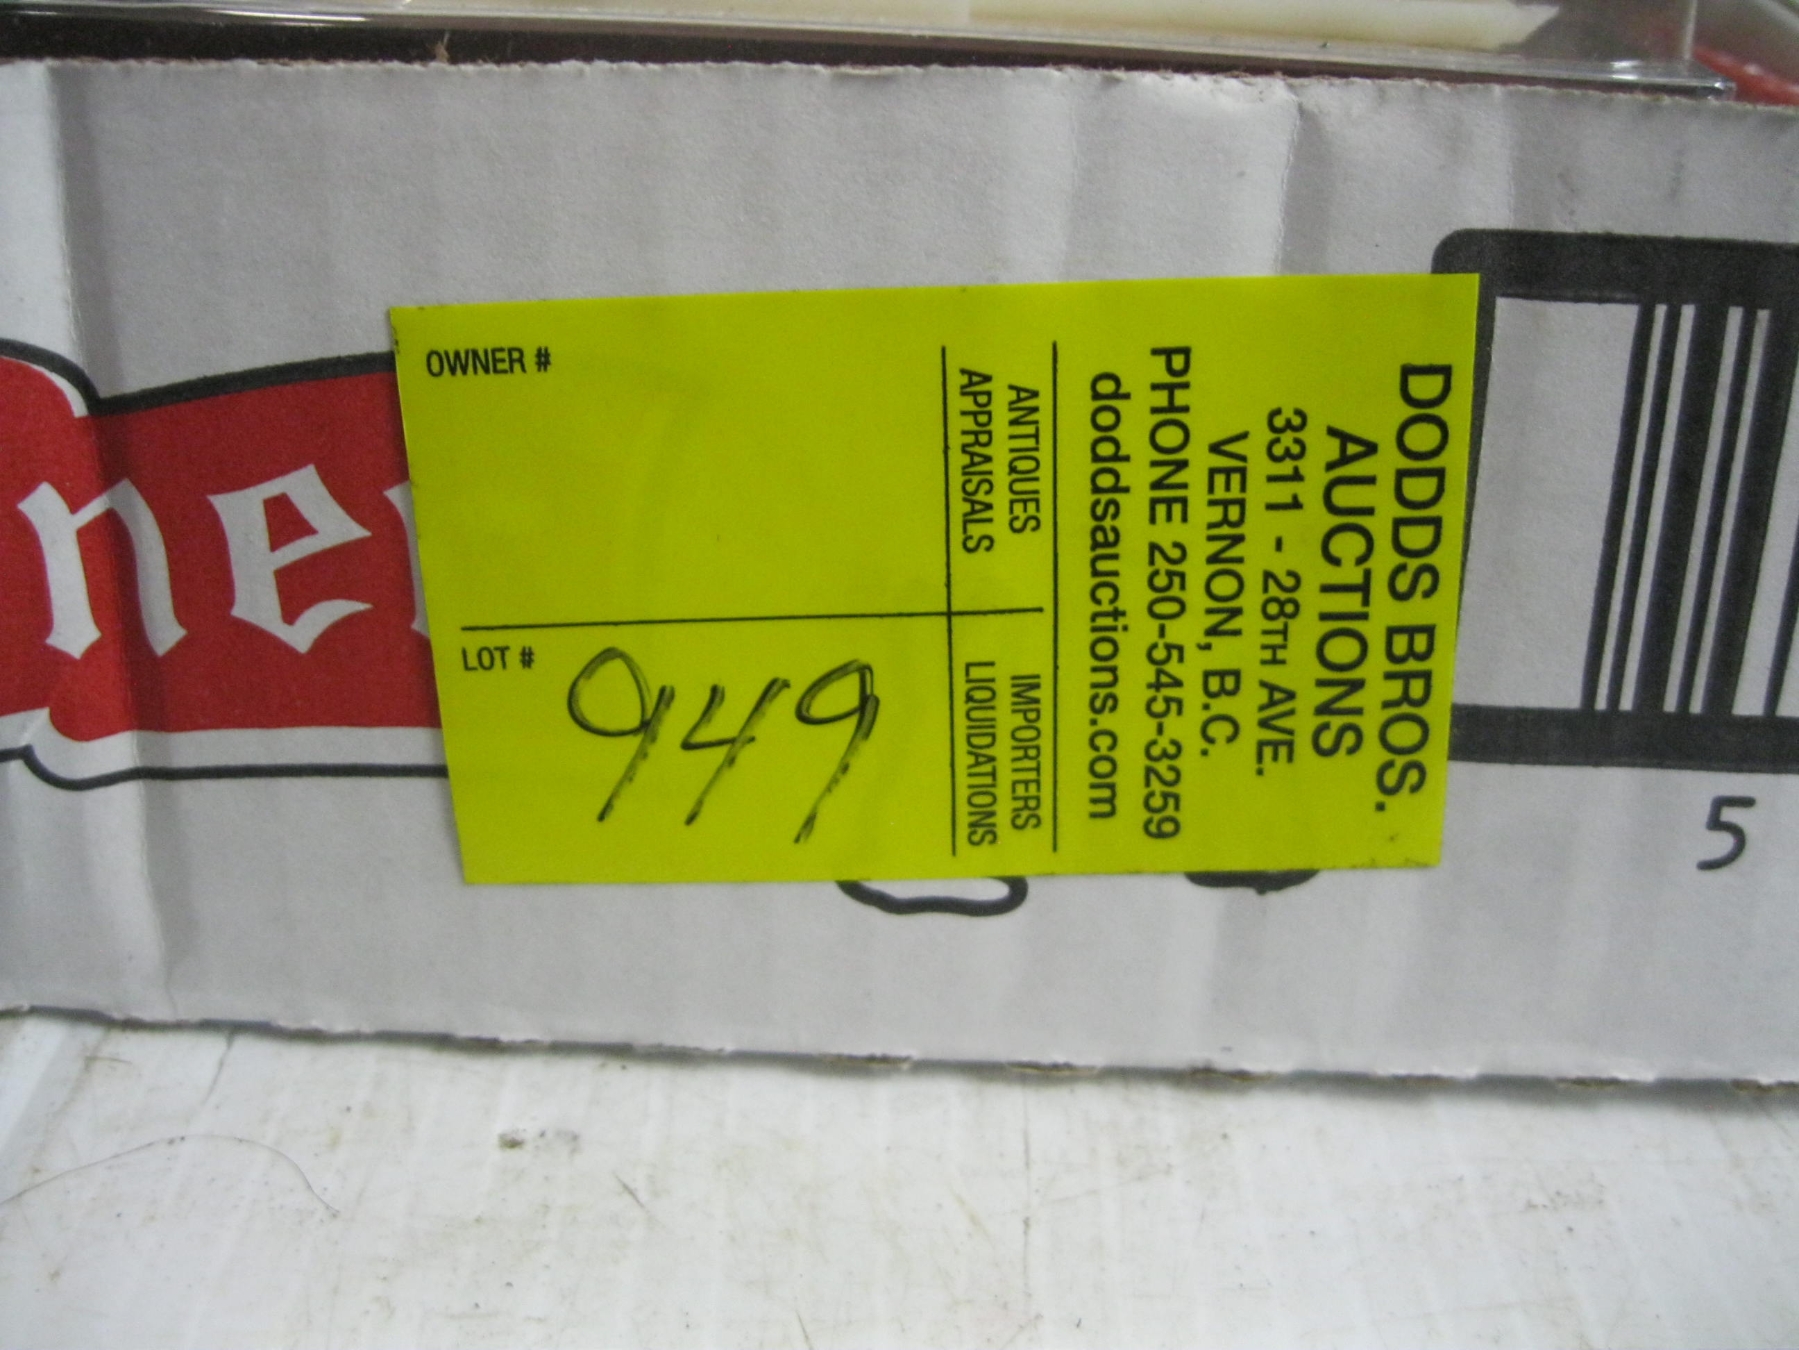 DODDS BROS.
AUCTIONS
3311 - 28TH AVE.
VERNON, B.C.
PHONE 250-545-3259
doddsauctions.com
ANTIQUES
APPRAISALS
IMPORTERS
LIQUIDATIONS
OWNER #
LOT #
949
ne
5